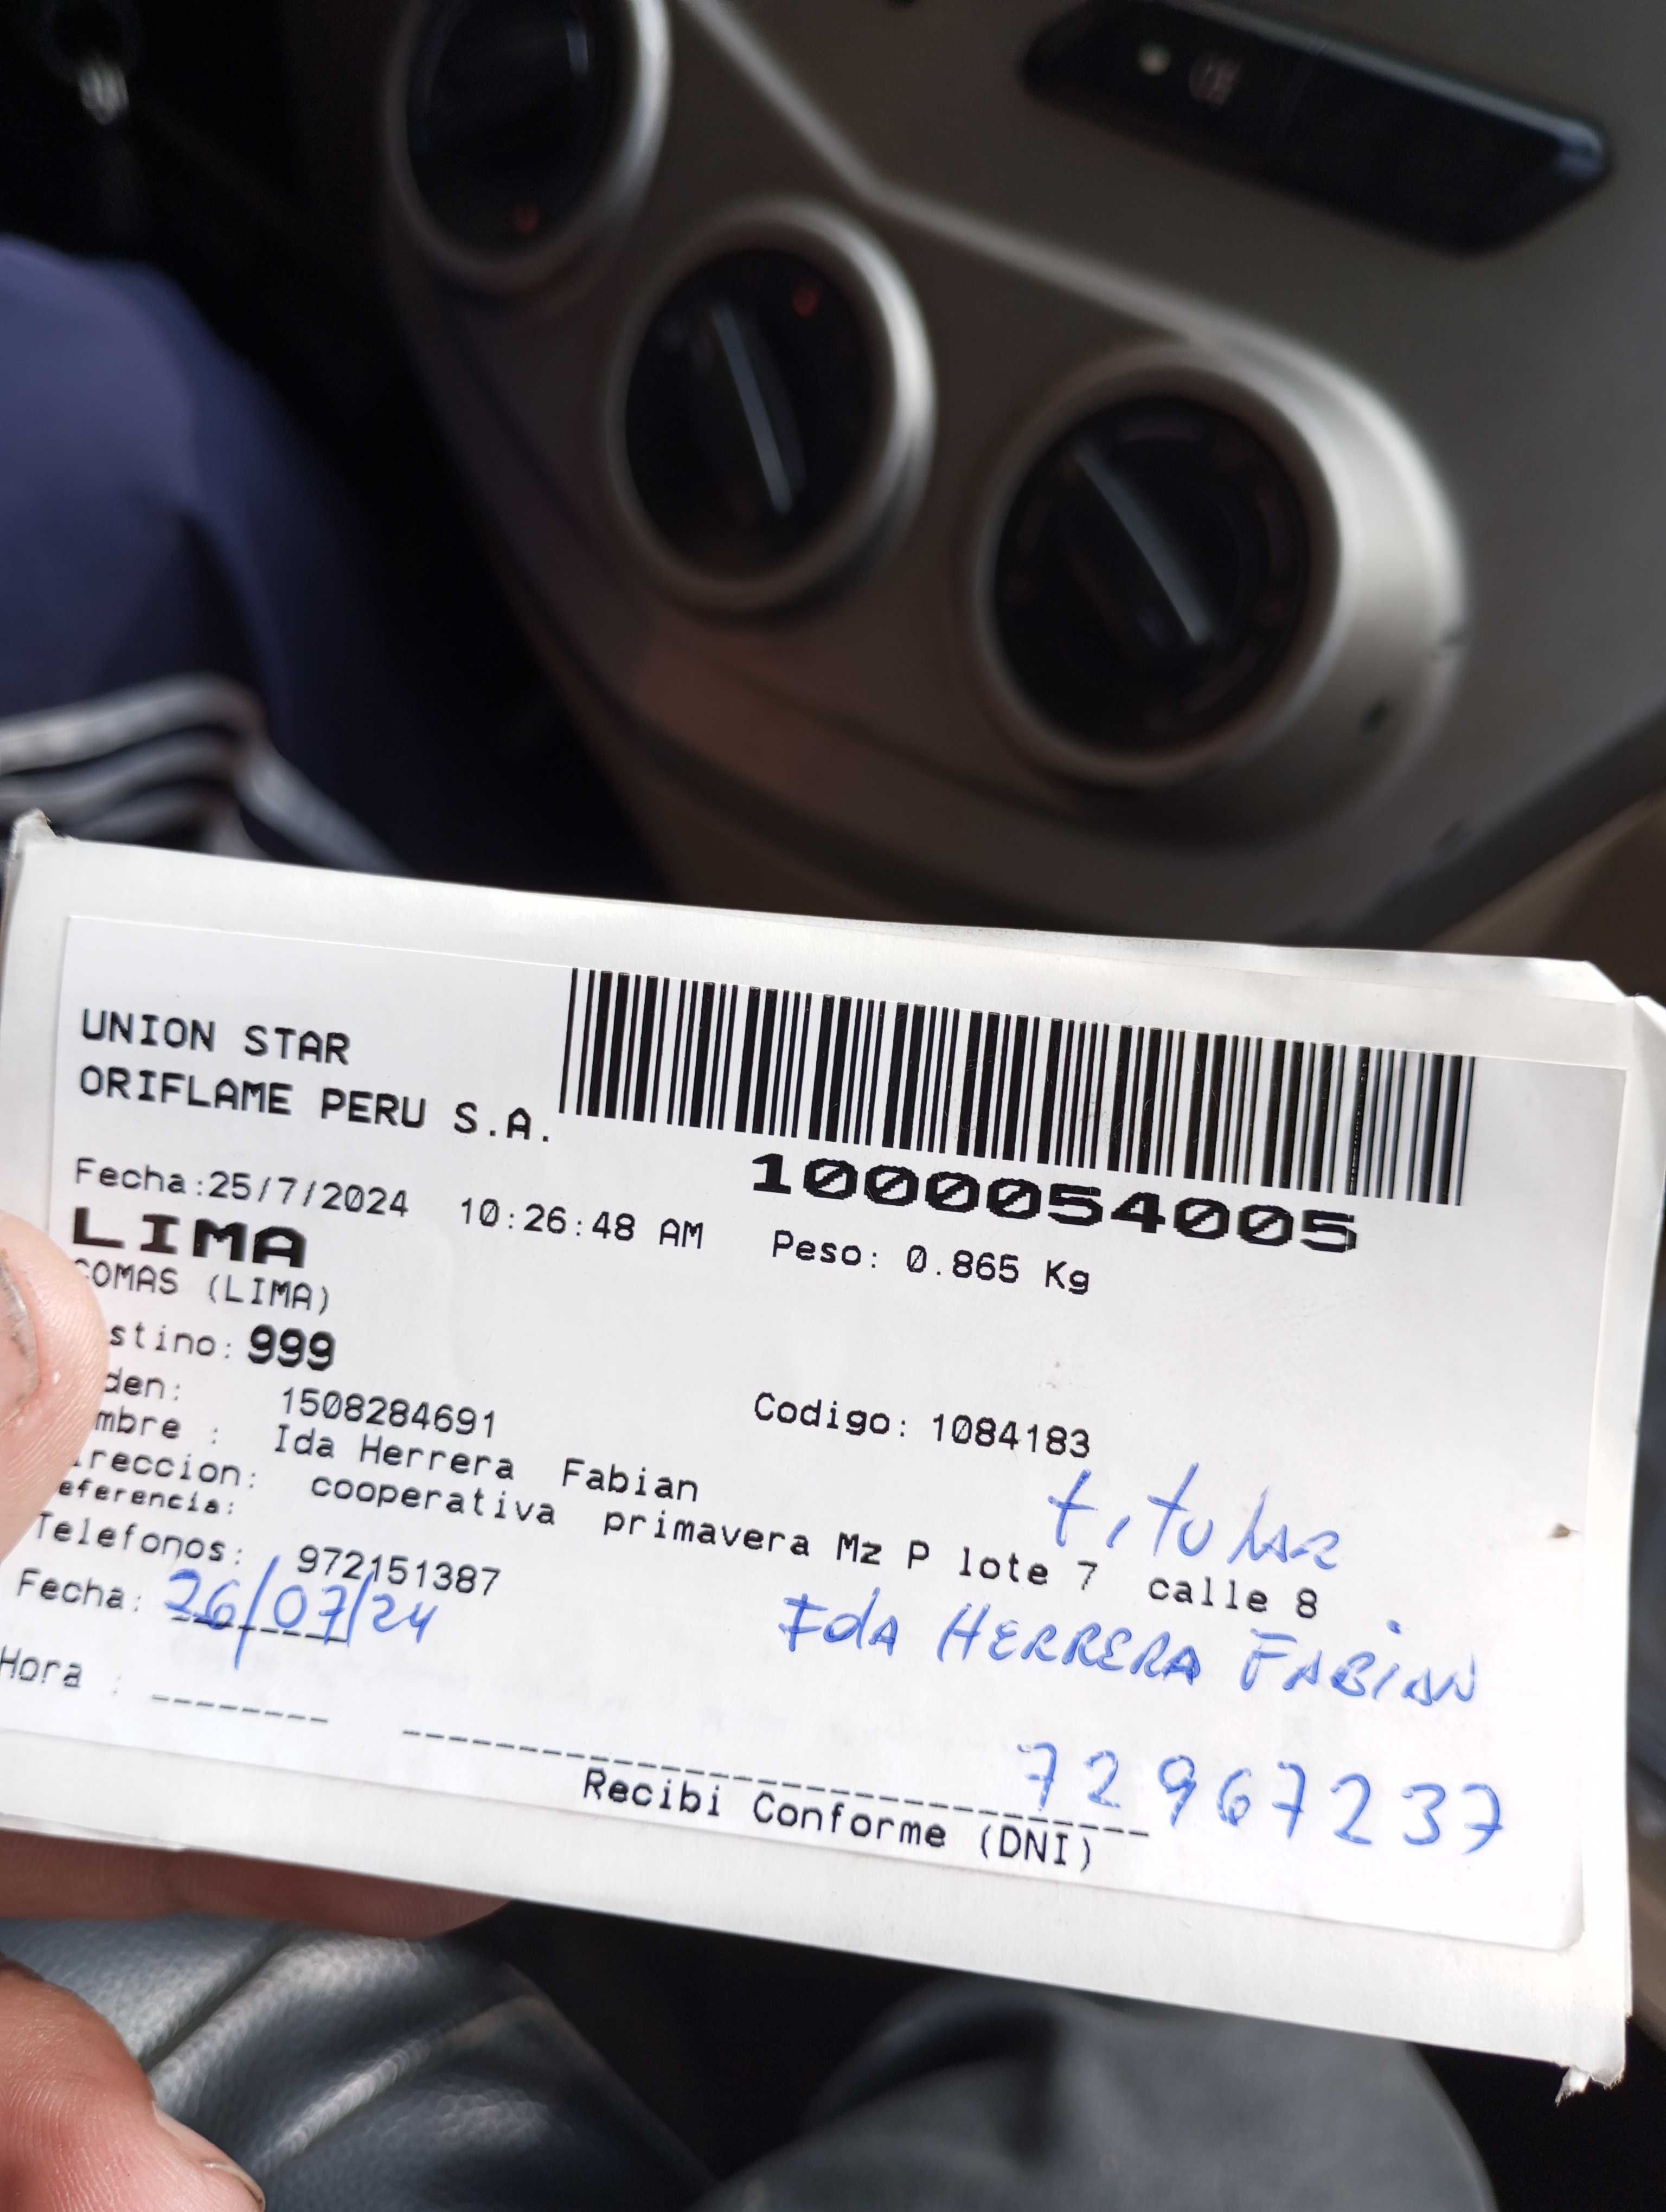 UNION STAR
ORIFLAME PERU S.A.
1000054005
Fecha:25/7/2024 10:26:48 AM Peso: 0.865 Kg
LIMA
COMAS (LIMA)
stino: 999
den: 1508284691 Codigo: 1084183
mbre : Ida Herrera Fabian
ireccion: cooperativa primavera Mz P lote 7 calle 8
eferencia:
titular
Telefonos: 972151387
Fecha: 26/07/24
Ida HERRERA FABiAN
Hora :
72967237
Recibi Conforme (DNI)